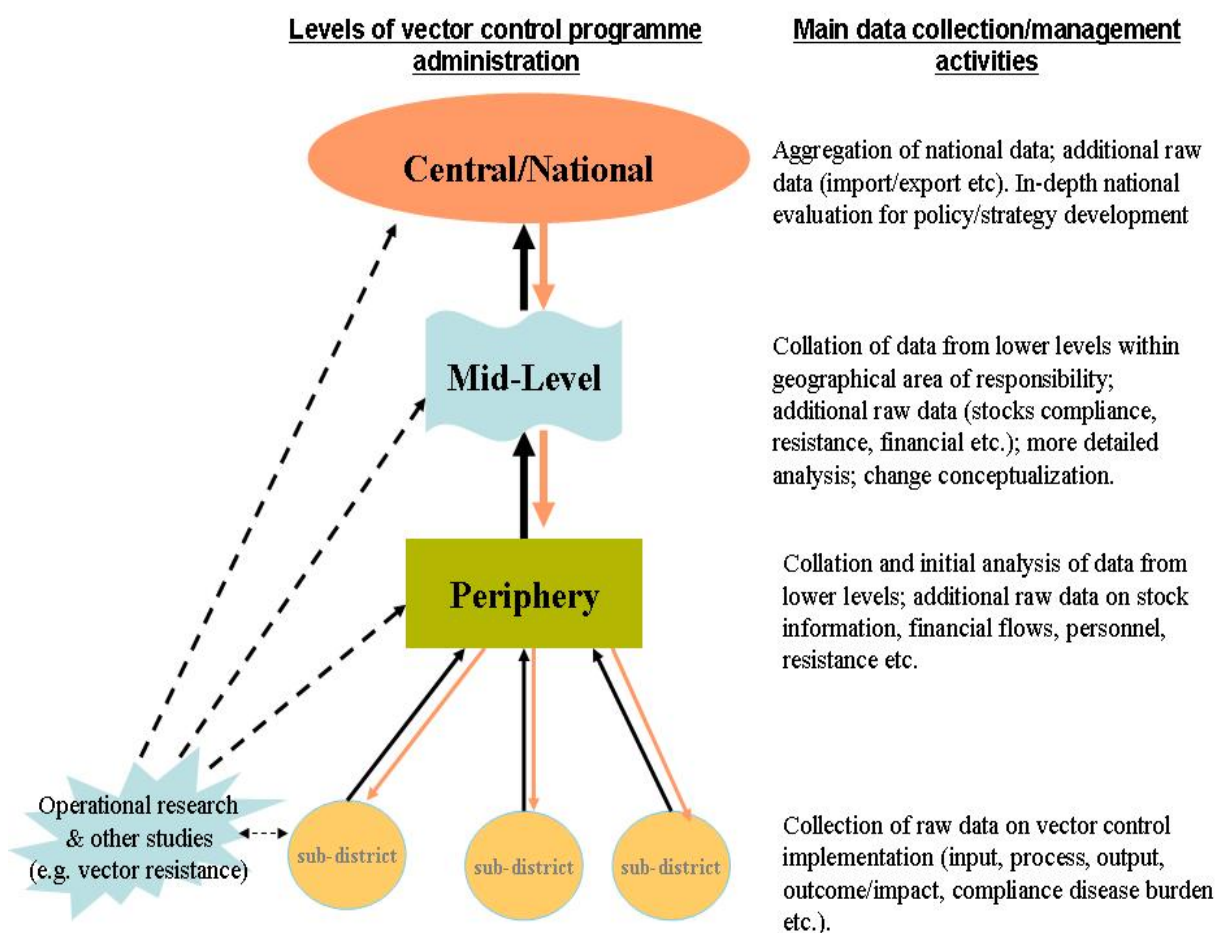 Levels of vector control programme
administration
Main data collection/management
activities
Central/National
Aggregation of national data; additional raw
data (import/export etc). In-depth national
evaluation for policy/strategy development
Mid-Level
Collation of data from lower levels within
geographical area of responsibility;
additional raw data (stocks compliance,
resistance, financial etc.); more detailed
analysis; change conceptualization.
Periphery
Collation and initial analysis of data from
lower levels; additional raw data on stock
information, financial flows, personnel,
resistance etc.
Operational research
& other studies
(e.g. vector resistance)
sub-district
sub-district
sub-district
Collection of raw data on vector control
implementation (input, process, output,
outcome/impact, compliance disease burden
etc.).